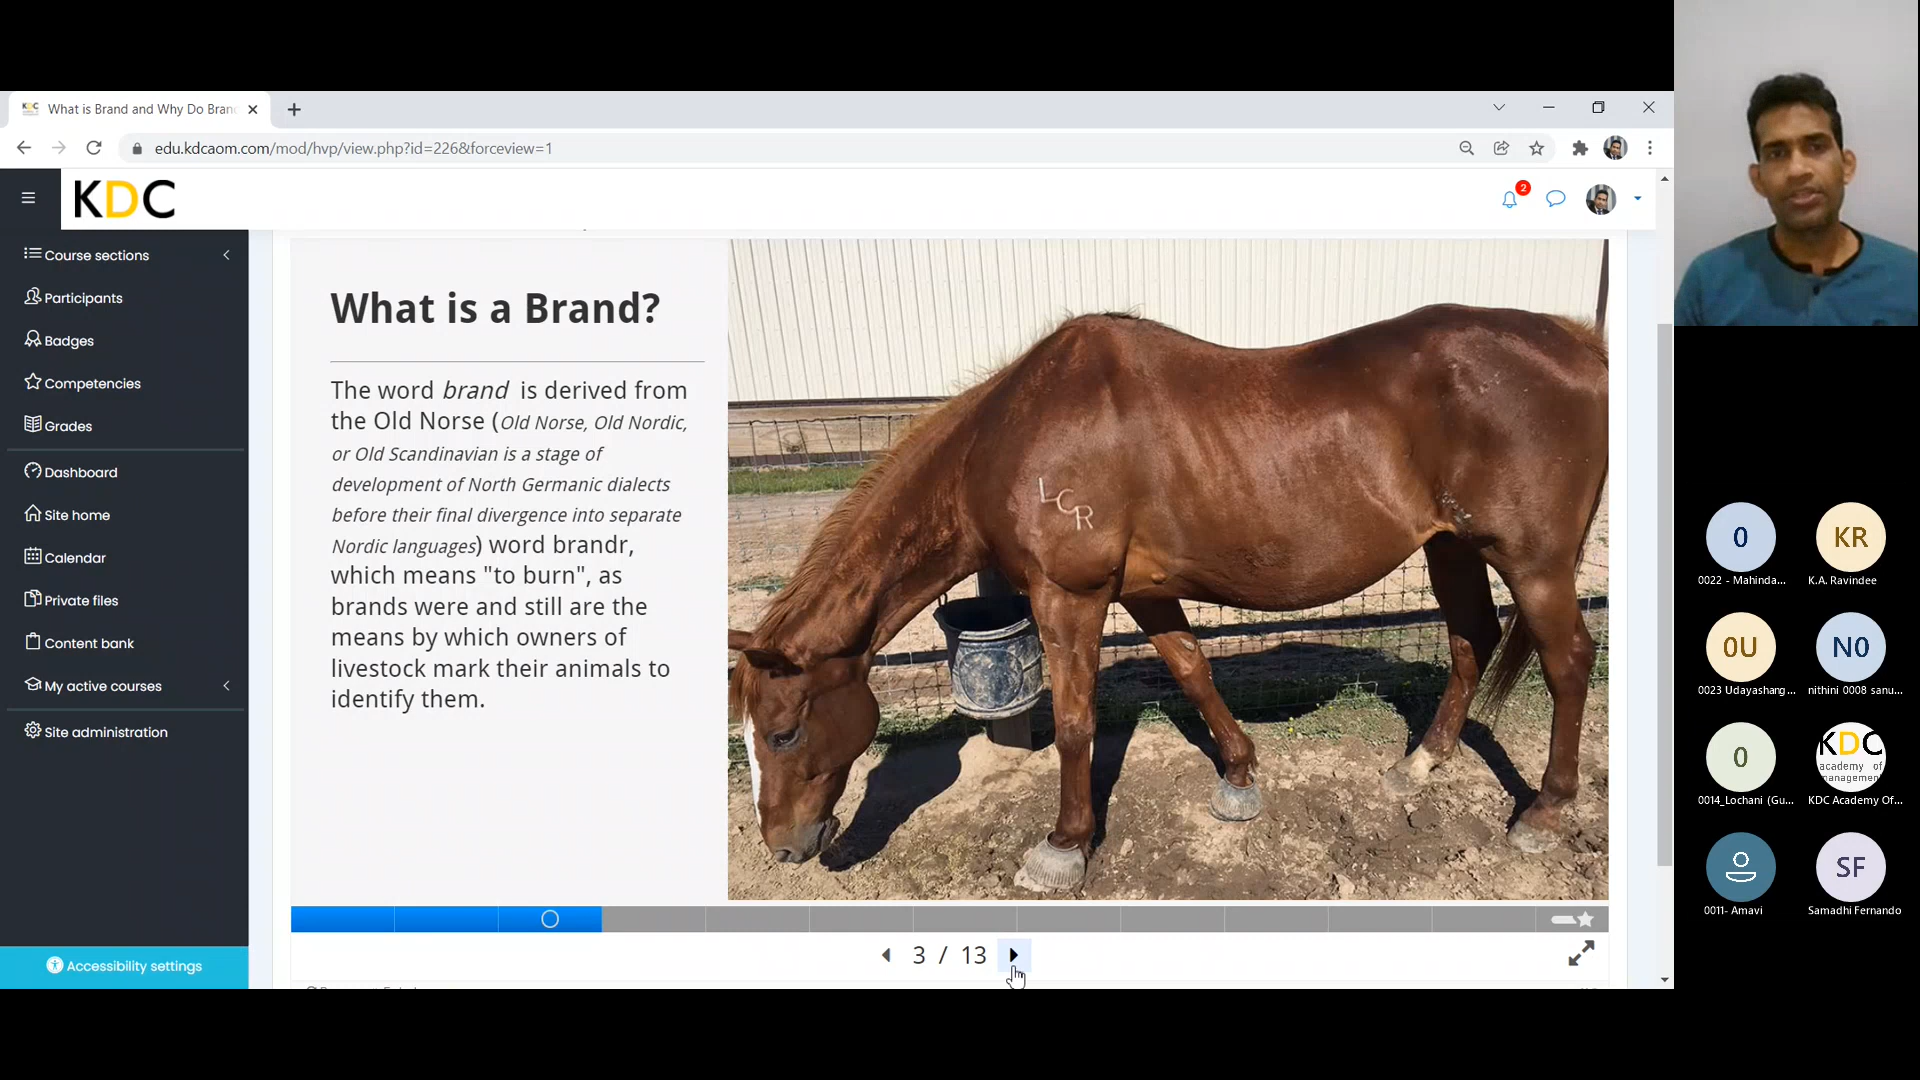 What is Brand and Why Do Bran
edu.kdcaom.com/mod/hvp/view.php?id=226&forceview=1
KDC
2
Course sections
Participants
Badges
Competencies
Grades
Dashboard
Site home
Calendar
Private files
Content bank
My active courses
Site administration
Accessibility settings
What is a Brand?
The word brand is derived from
the Old Norse (Old Norse, Old Nordic,
or Old Scandinavian is a stage of
development of North Germanic dialects
before their final divergence into separate
Nordic languages) word brandr,
which means "to burn", as
brands were and still are the
means by which owners of
livestock mark their animals to
identify them.
LCR
3 / 13
0
0022 - Mahinda...
KR
K.A. Ravindee
0U
0023 Udayashang...
N0
nithini 0008 sanu...
0
0014_Lochani (Gu...
KDC
academy of
management
KDC Academy Of...
0011- Amavi
SF
Samadhi Fernando